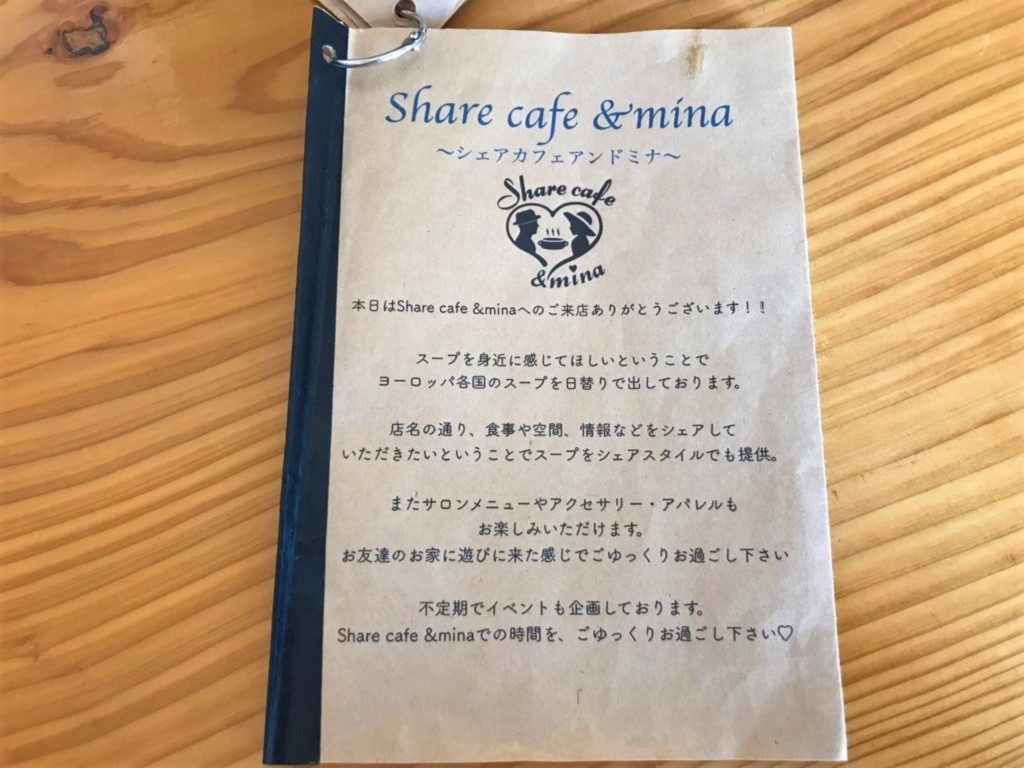 Share cafe &mina
～シェアカフェアンドミナ～
Share cafe
&mina
本日はShare cafe &minaへのご来店ありがとうございます！！
スープを身近に感じてほしいということで
ヨーロッパ各国のスープを日替りで出しております。
店名の通り、食事や空間、情報などをシェアして
いただきたいということでスープをシェアスタイルでも提供。
またサロンメニューやアクセサリー・アパレルも
お楽しみいただけます。
お友達のお家に遊びに来た感じでごゆっくりお過ごし下さい
不定期でイベントも企画しております。
Share cafe &minaでの時間を、ごゆっくりお過ごし下さい♡